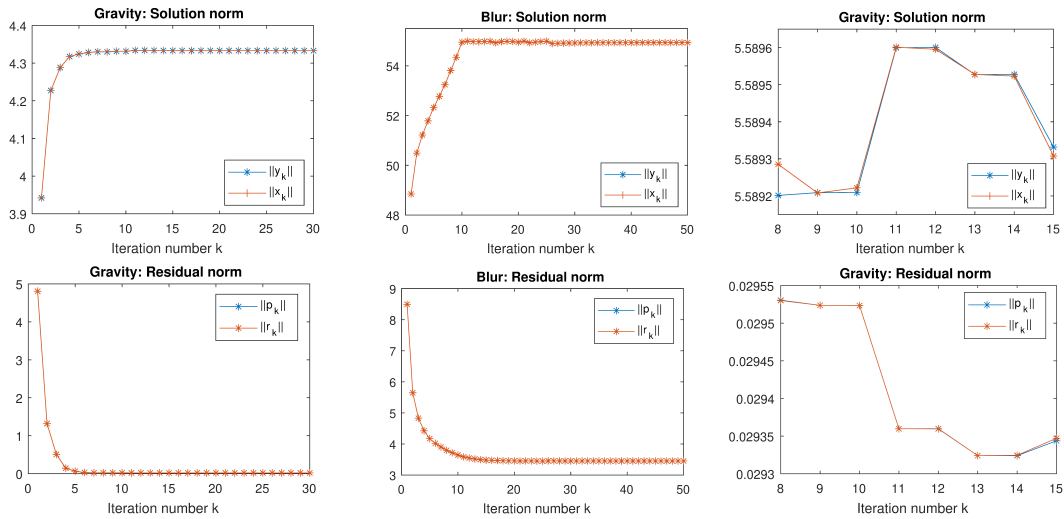 Gravity: Solution norm
4.4
4.3
4.2
4.1
4
3.9
0 5 10 15 20 25 30
||y_k||
||x_k||
Iteration number k
Blur: Solution norm
54
52
50
48
0 10 20 30 40 50
||y_k||
||x_k||
Iteration number k
Gravity: Solution norm
5.5896
5.5895
5.5894
5.5893
5.5892
8 9 10 11 12 13 14 15
||y_k||
||x_k||
Iteration number k
Gravity: Residual norm
5
4
3
2
1
0
0 5 10 15 20 25 30
||p_k||
||r_k||
Iteration number k
Blur: Residual norm
9
8
7
6
5
4
3
0 10 20 30 40 50
||p_k||
||r_k||
Iteration number k
Gravity: Residual norm
0.02955
0.0295
0.02945
0.0294
0.02935
0.0293
8 9 10 11 12 13 14 15
||p_k||
||r_k||
Iteration number k